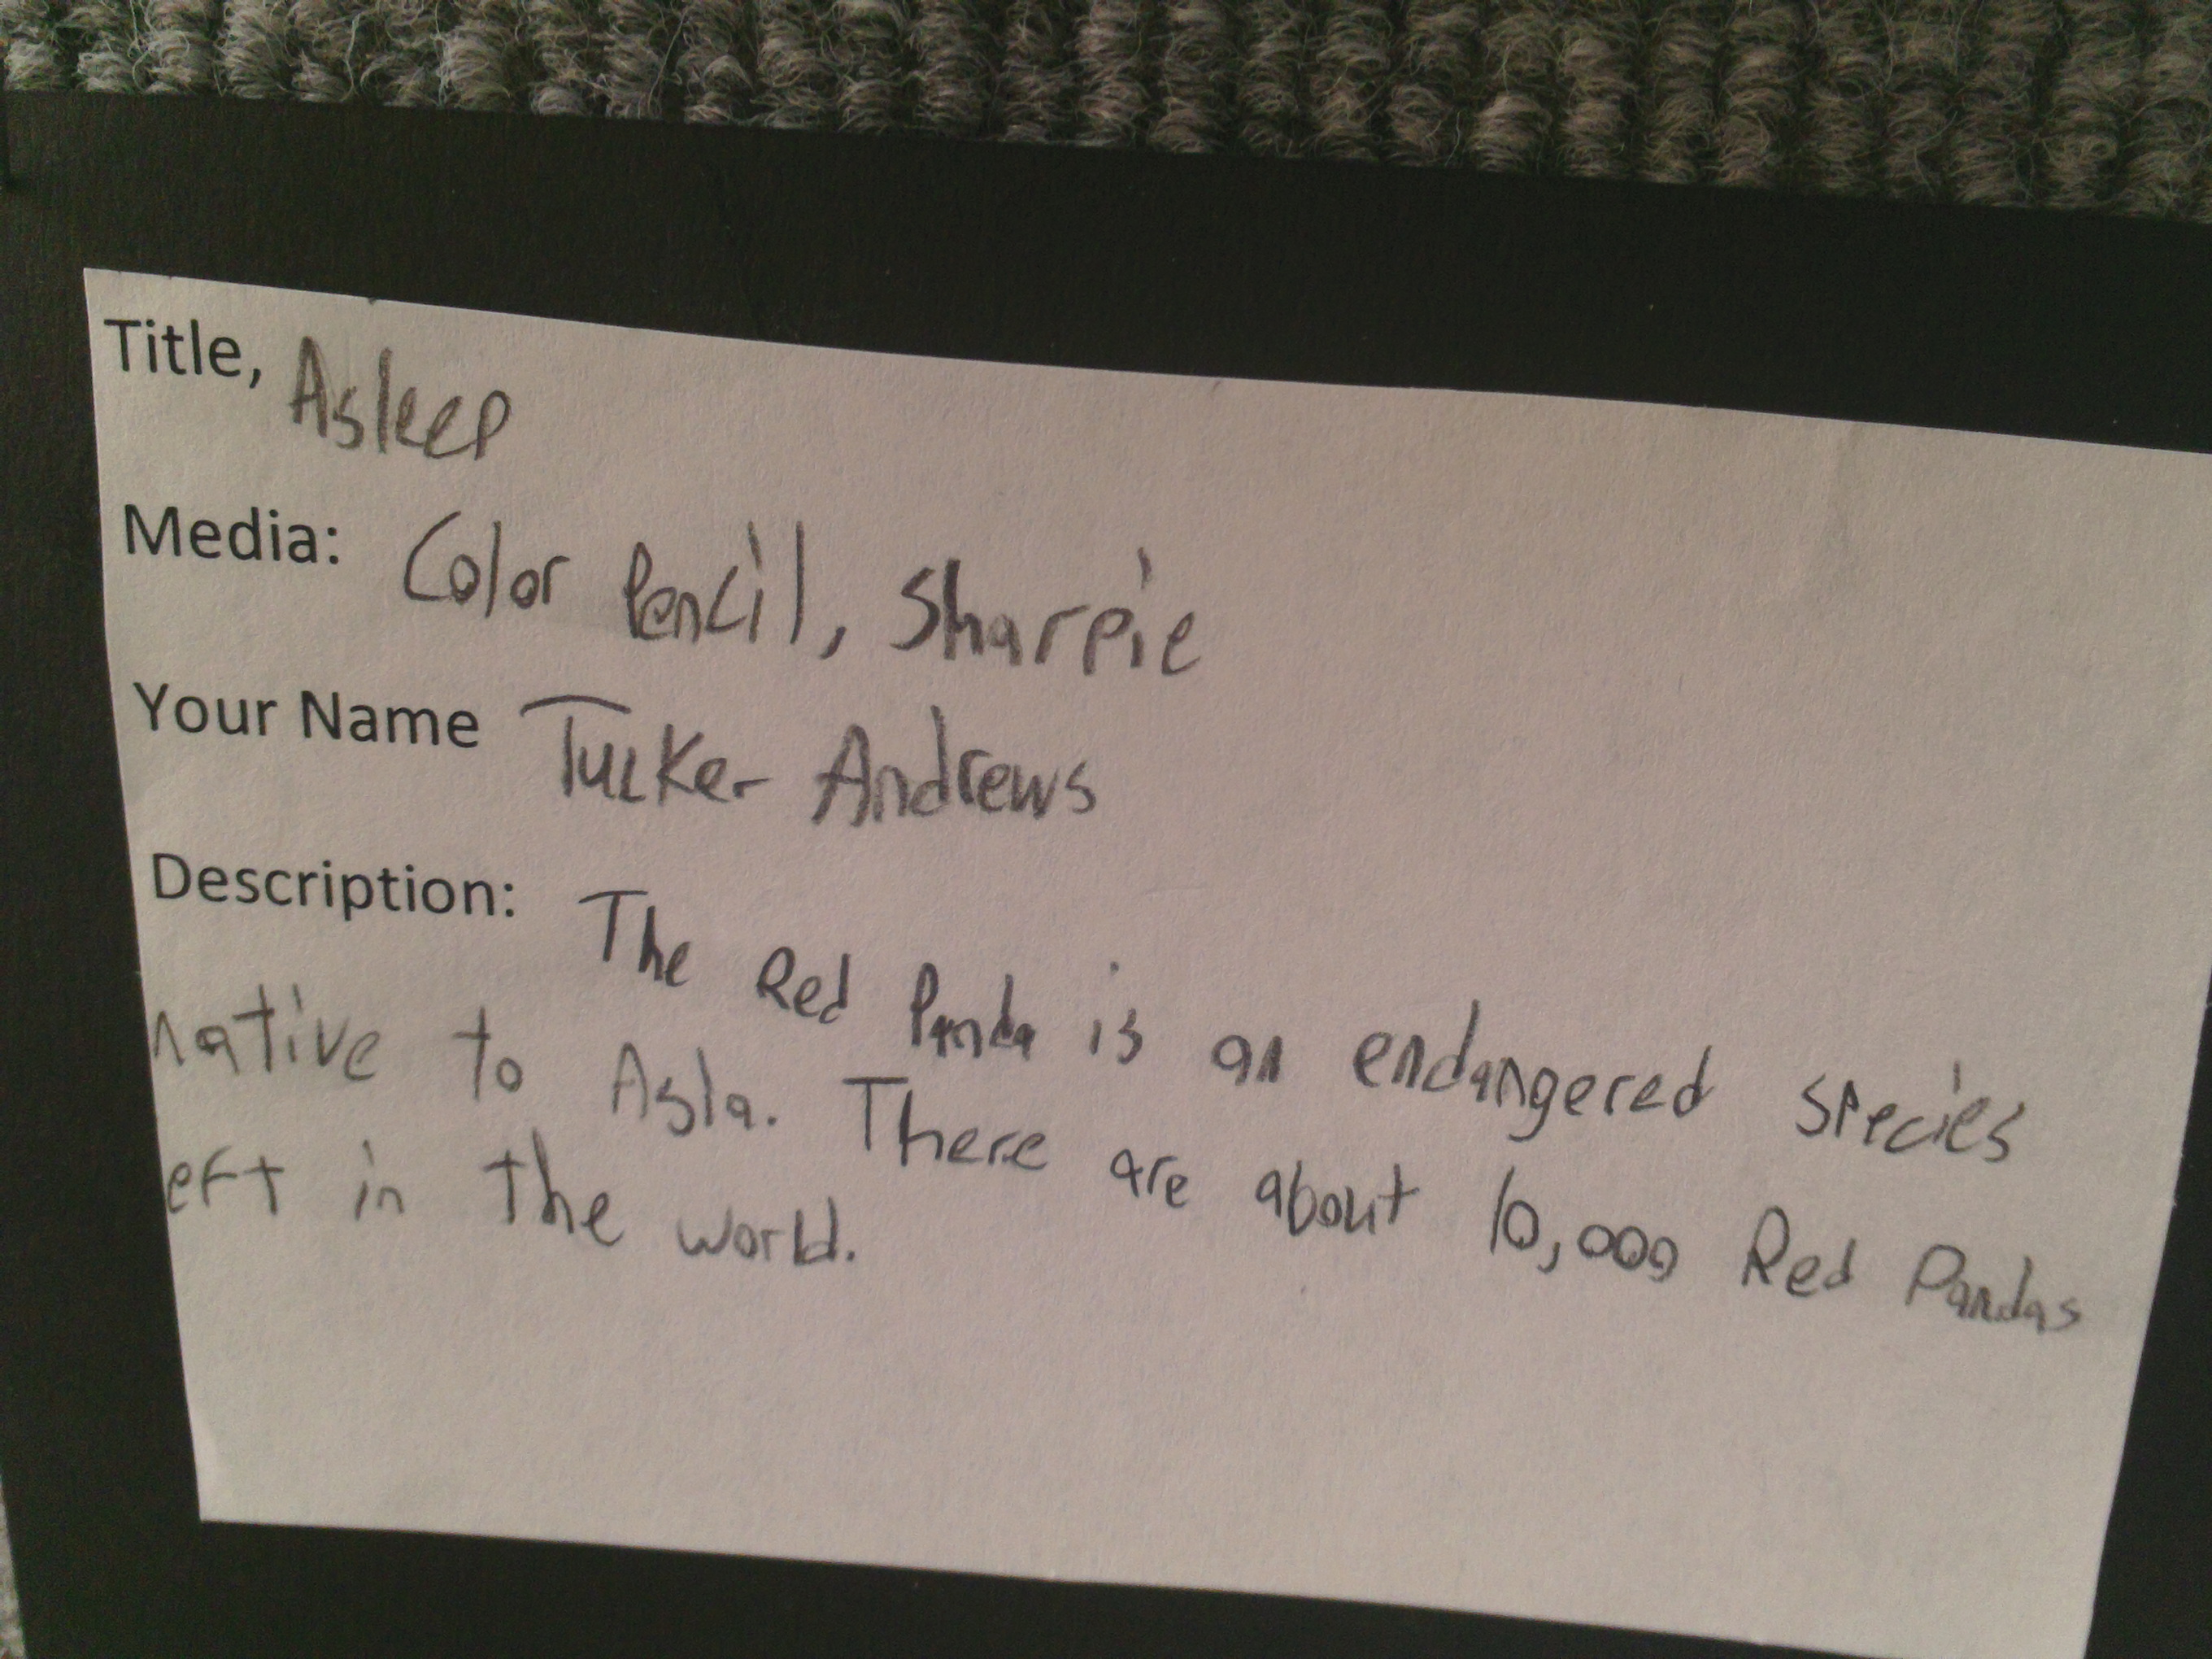 Title, Asleep
Media: Color Pencil, Sharpie
Your Name Tucker Andrews
Description: The Red Panda is an endangered species
native to Asia. There are about 10,000 Red Pandas
eft in the world.